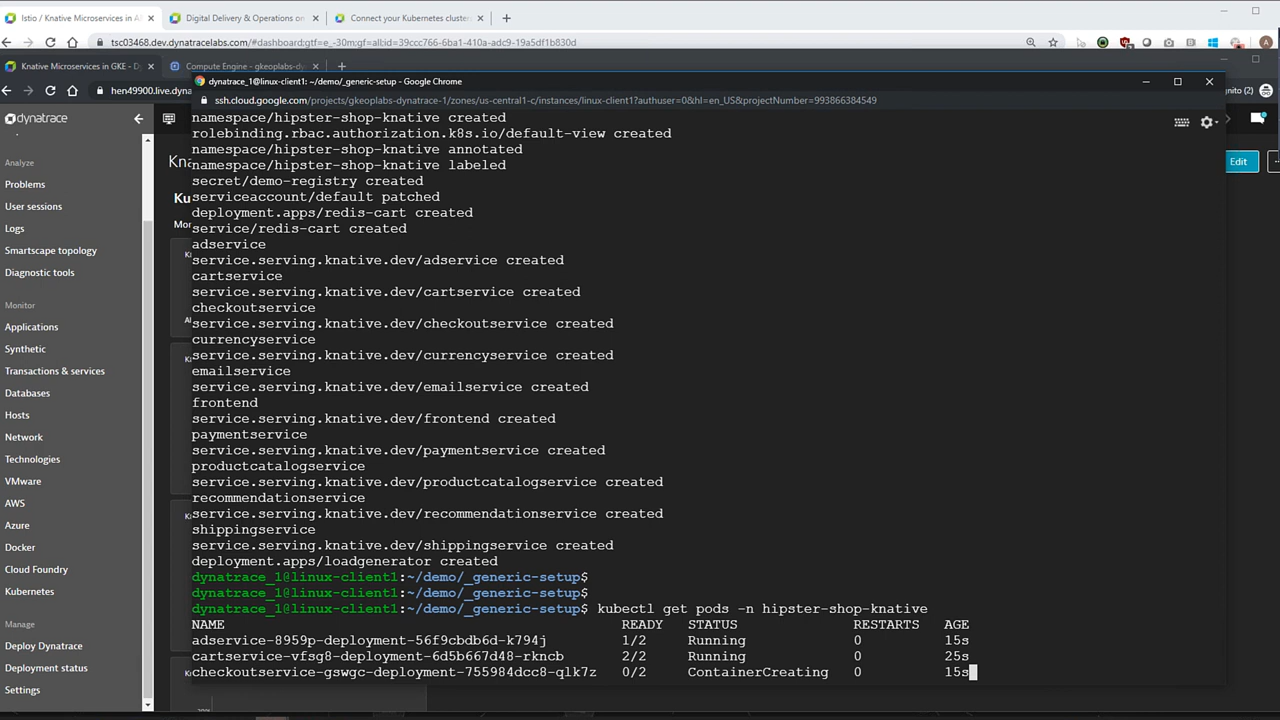 Istio / Knative Microservices in A
Digital Delivery & Operations on
Connect your Kubernetes cluster
tsc03468.dev.dynatracelabs.com/#dashboard;gtf=e_-30m;gf=all;id=39ccc766-6ba1-410a-adc9-19a5df1b830d
Knative Microservices in GKE - D
Compute Engine - gkeoplabs-d
hen49900.live.dyna
dynatrace_1@linux-client1: ~/demo/_generic-setup - Google Chrome
ssh.cloud.google.com/projects/gkeoplabs-dynatrace-1/zones/us-central1-c/instances/linux-client1?authuser=0&hl=en_US&projectNumber=993866384549
dynatrace
Analyze
Problems
User sessions
Logs
Smartscape topology
Diagnostic tools
Monitor
Applications
Synthetic
Transactions & services
Databases
Hosts
Network
Technologies
VMware
AWS
Azure
Docker
Cloud Foundry
Kubernetes
Manage
Deploy Dynatrace
Deployment status
Settings
Kna
Ku
Mor
Edit
namespace/hipster-shop-knative created
rolebinding.rbac.authorization.k8s.io/default-view created
namespace/hipster-shop-knative annotated
namespace/hipster-shop-knative labeled
secret/demo-registry created
serviceaccount/default patched
deployment.apps/redis-cart created
service/redis-cart created
adservice
service.serving.knative.dev/adservice created
cartservice
service.serving.knative.dev/cartservice created
checkoutservice
service.serving.knative.dev/checkoutservice created
currencyservice
service.serving.knative.dev/currencyservice created
emailservice
service.serving.knative.dev/emailservice created
frontend
service.serving.knative.dev/frontend created
paymentservice
service.serving.knative.dev/paymentservice created
productcatalogservice
service.serving.knative.dev/productcatalogservice created
recommendationservice
service.serving.knative.dev/recommendationservice created
shippingservice
service.serving.knative.dev/shippingservice created
deployment.apps/loadgenerator created
dynatrace_1@linux-client1:~/demo/_generic-setup$
dynatrace_1@linux-client1:~/demo/_generic-setup$
dynatrace_1@linux-client1:~/demo/_generic-setup$ kubectl get pods -n hipster-shop-knative
NAME READY STATUS RESTARTS AGE
adservice-8959p-deployment-56f9cbdb6d-k794j 1/2 Running 0 15s
cartservice-vfsg8-deployment-6d5b667d48-rkncb 2/2 Running 0 25s
checkoutservice-gswgc-deployment-755984dcc8-qlk7z 0/2 ContainerCreating 0 15s